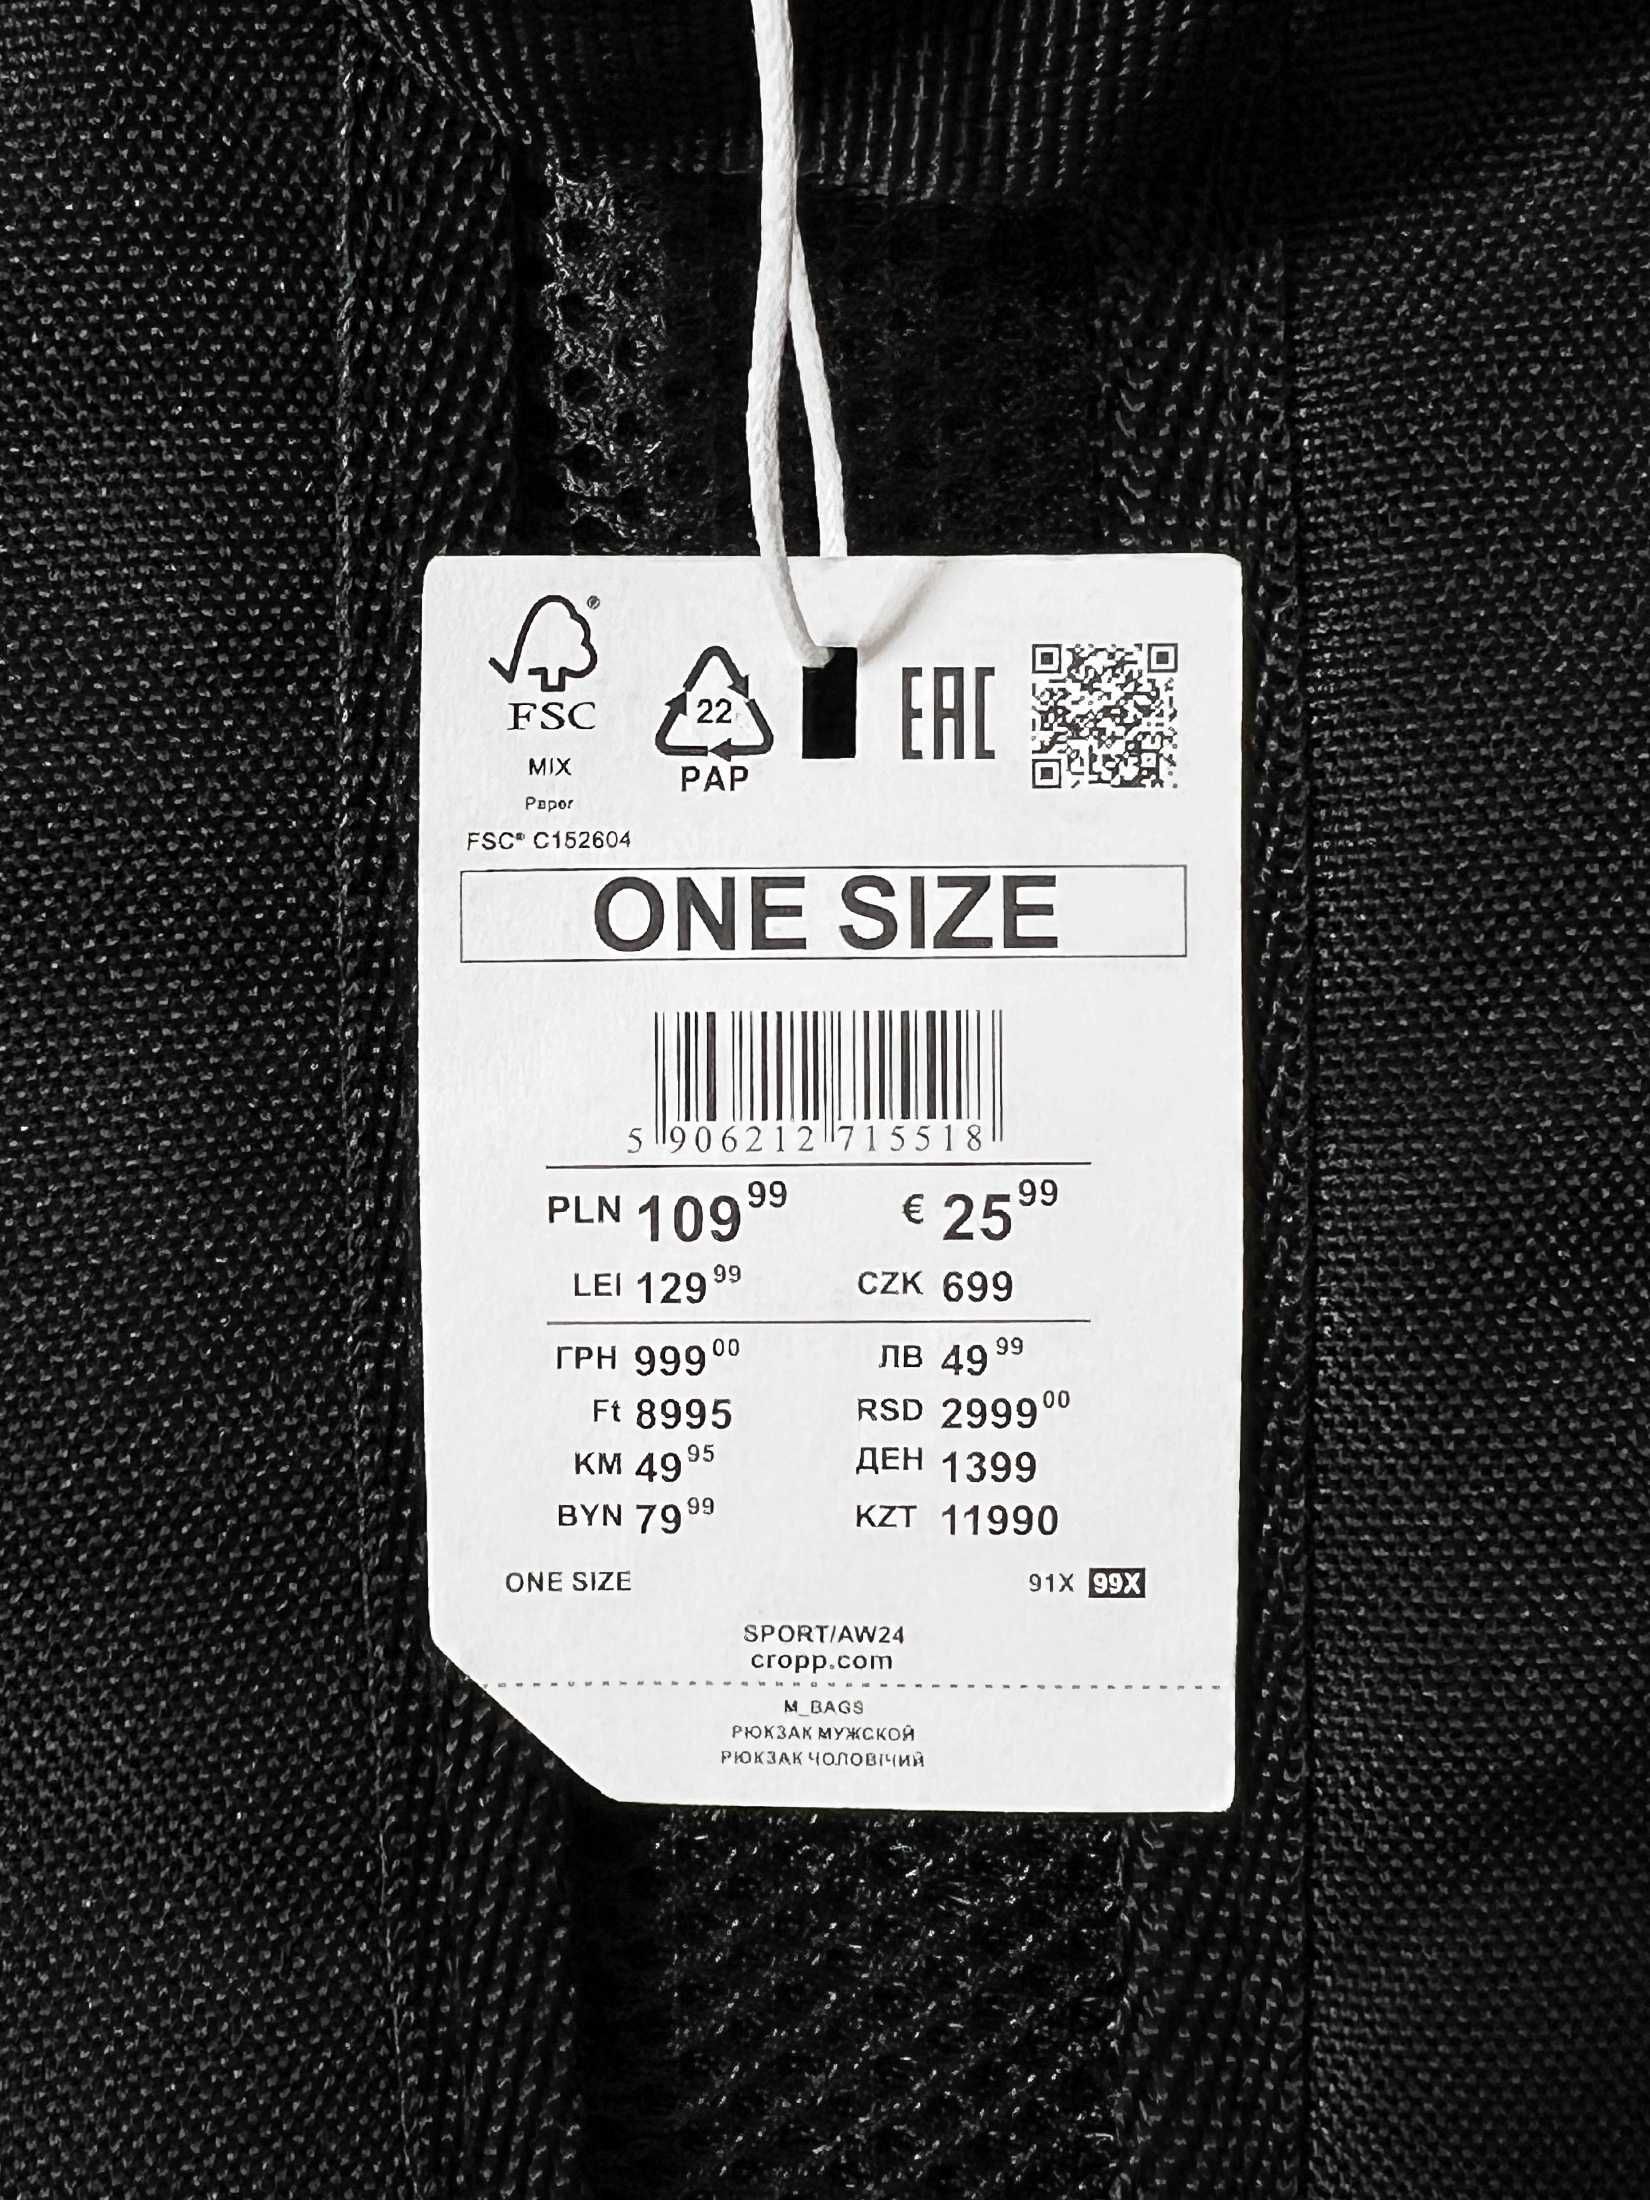 FSC®
MIX
Paper
FSC® C152604
22
PAP
EAC
ONE SIZE
5 906212 715518
PLN 109 99 € 25 99
LEI 129 99 CZK 699
ГРН 999 00 ЛВ 49 99
Ft 8995 RSD 2999 00
KM 49 95 ДЕН 1399
BYN 79 99 KZT 11990
ONE SIZE 91X 99X
SPORT/AW24
cropp.com
M_BAGS
РЮКЗАК МУЖСКОЙ
РЮКЗАК ЧОЛОВІЧИЙ